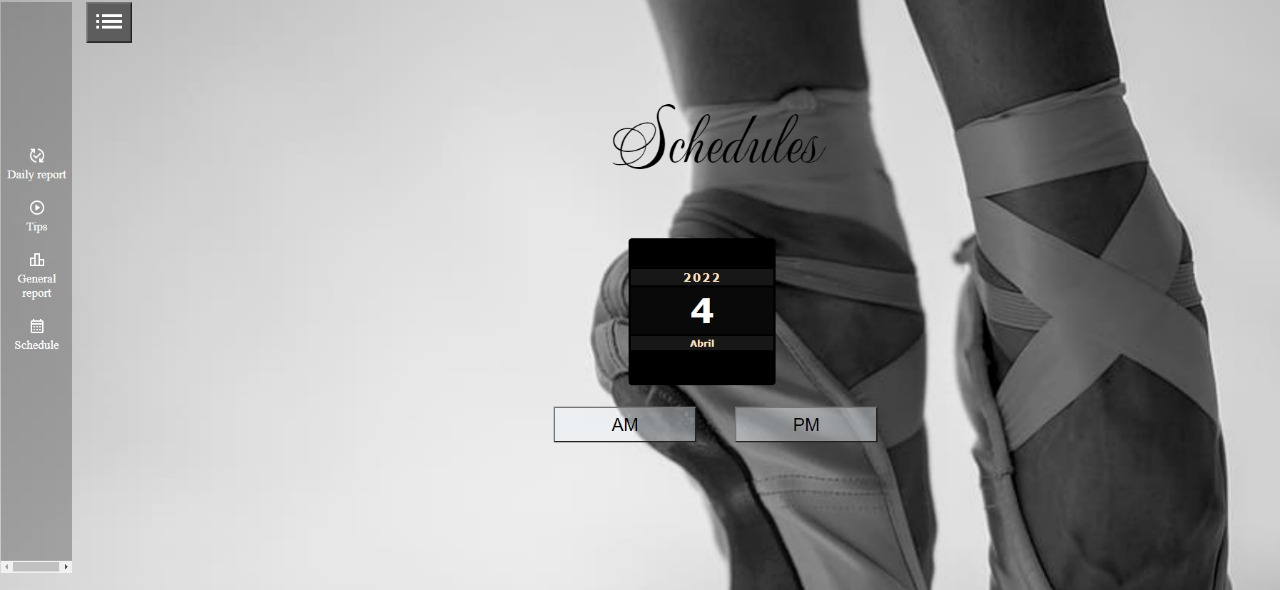 Daily report
Tips
General
report
Schedule
Schedules
2022
4
Abril
AM
PM